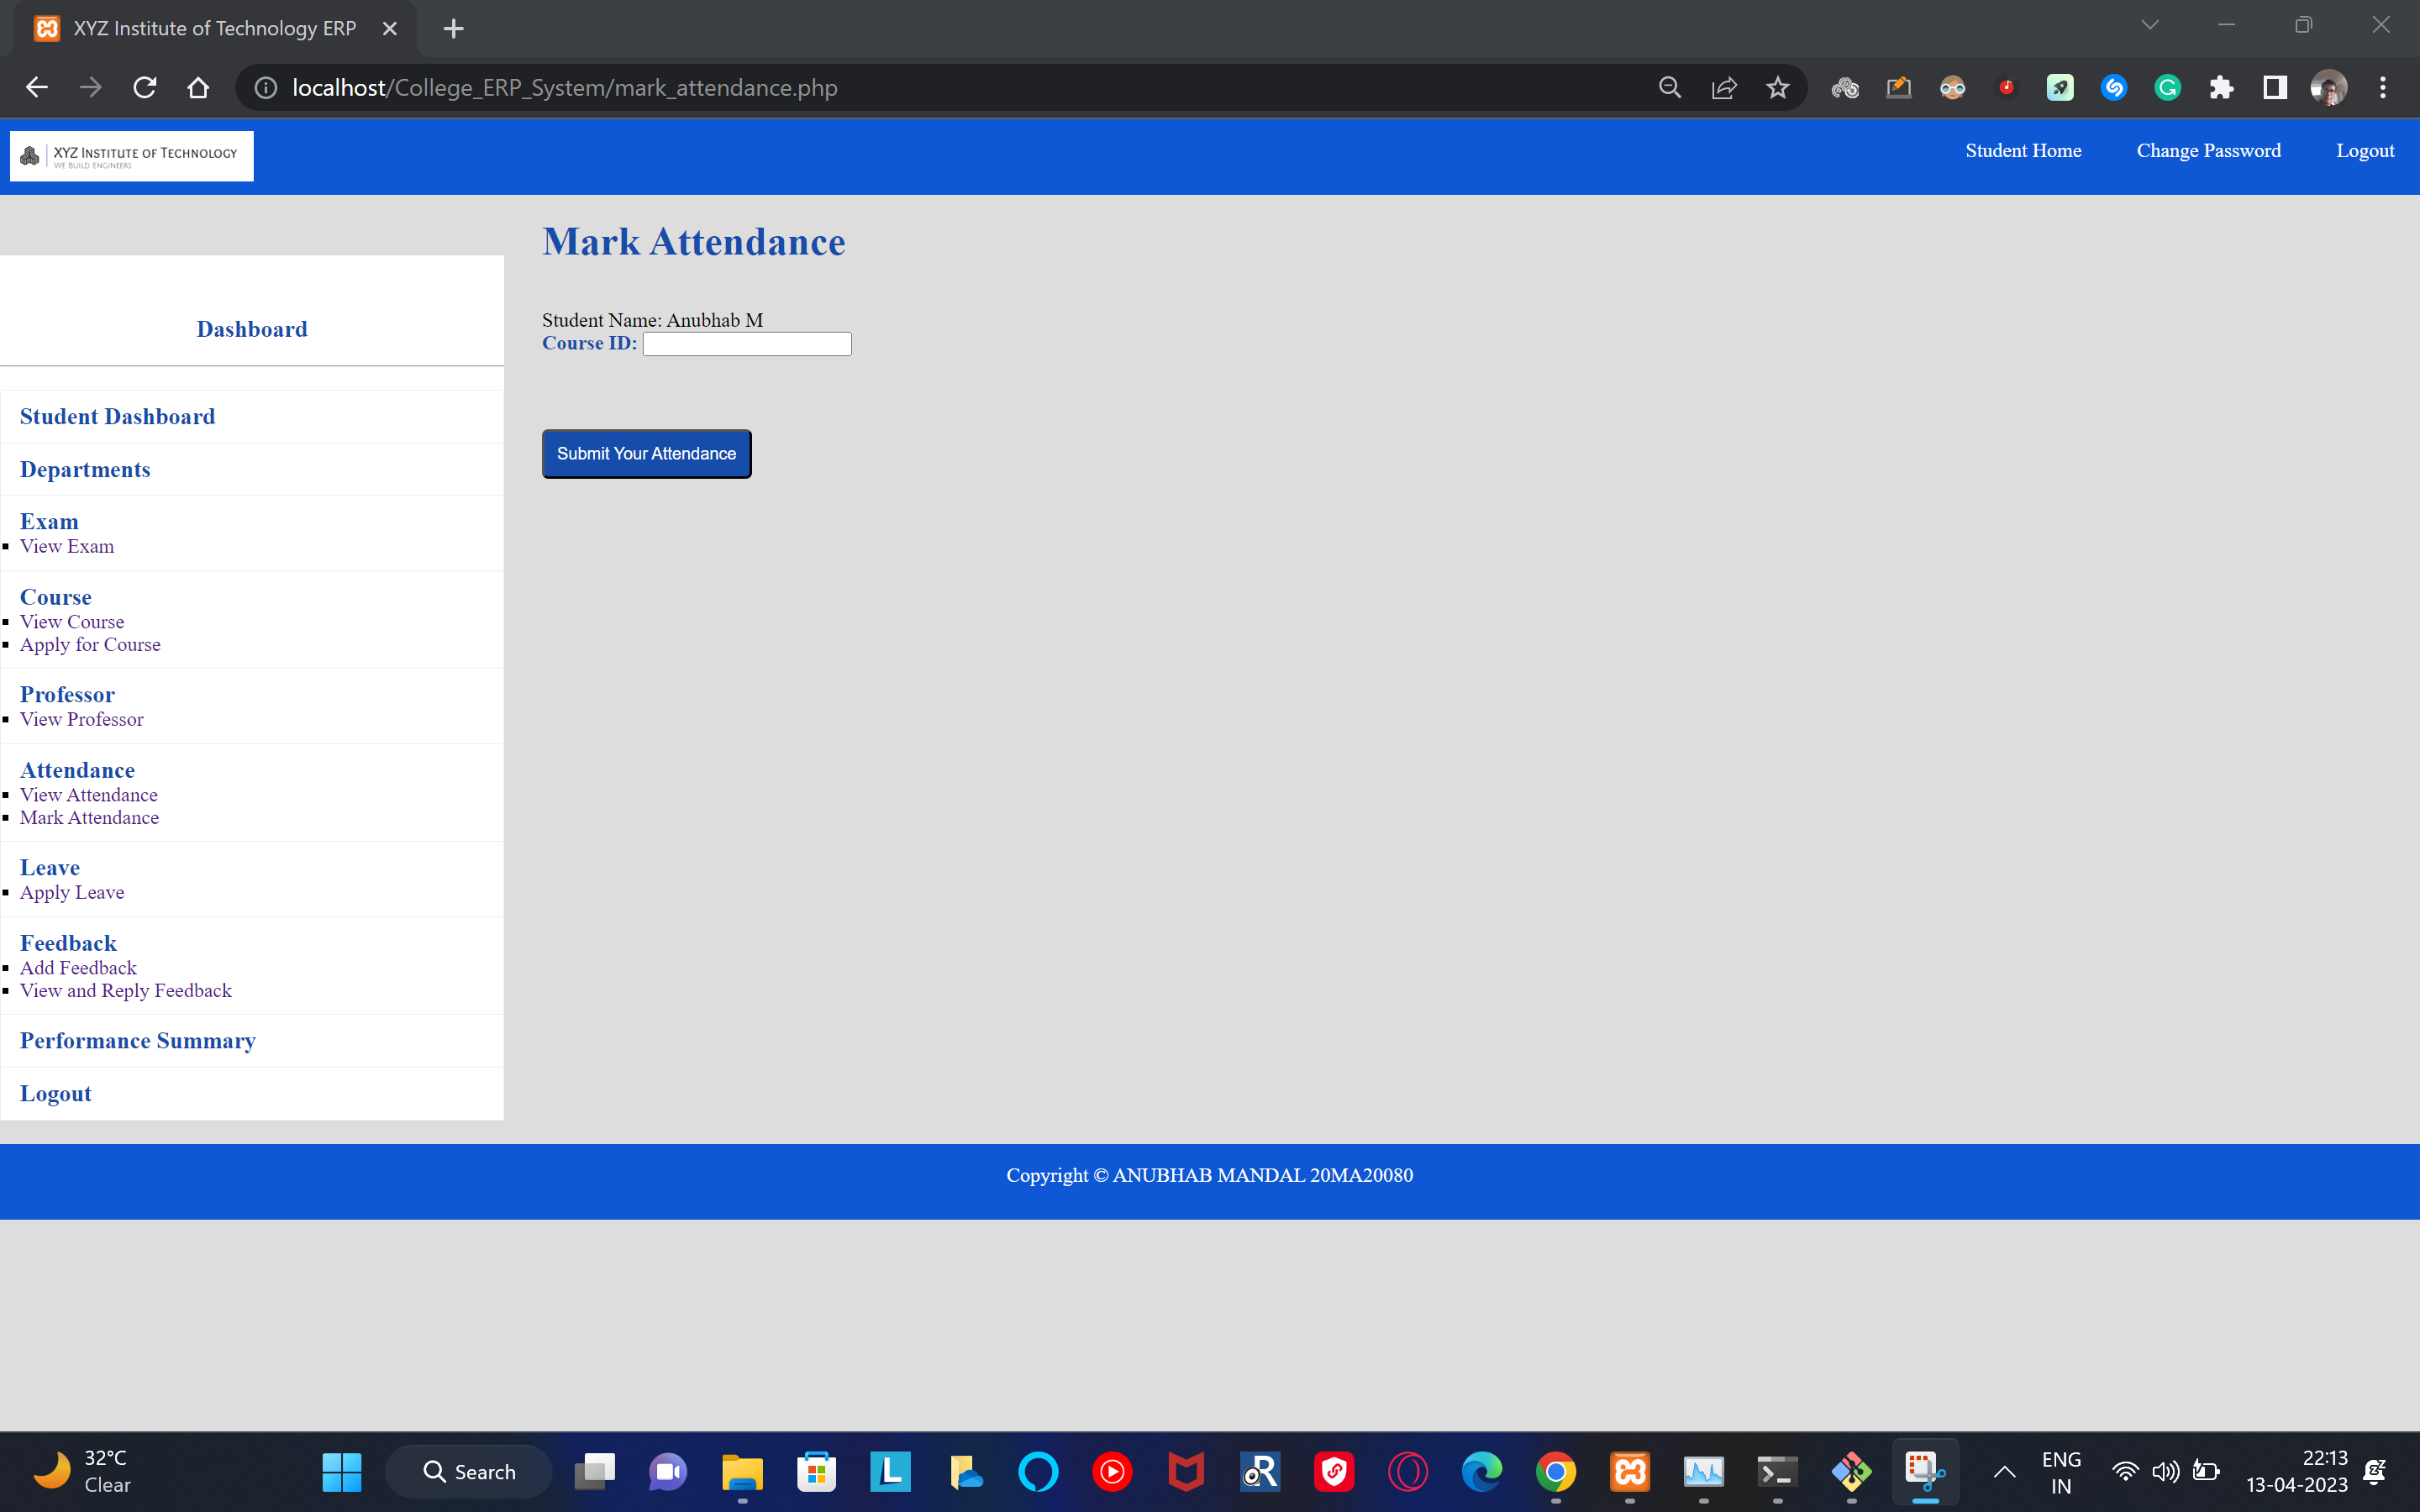 XYZ Institute of Technology ERP
localhost/College_ERP_System/mark_attendance.php
XYZ INSTITUTE OF TECHNOLOGY
WE BUILD ENGINEERS
Student Home
Change Password
Logout
Mark Attendance
Student Name: Anubhab M
Course ID:
Submit Your Attendance
Dashboard
Student Dashboard
Departments
Exam
View Exam
Course
View Course
Apply for Course
Professor
View Professor
Attendance
View Attendance
Mark Attendance
Leave
Apply Leave
Feedback
Add Feedback
View and Reply Feedback
Performance Summary
Logout
Copyright © ANUBHAB MANDAL 20MA20080
32°C
Clear
Search
ENG
IN
22:13
13-04-2023